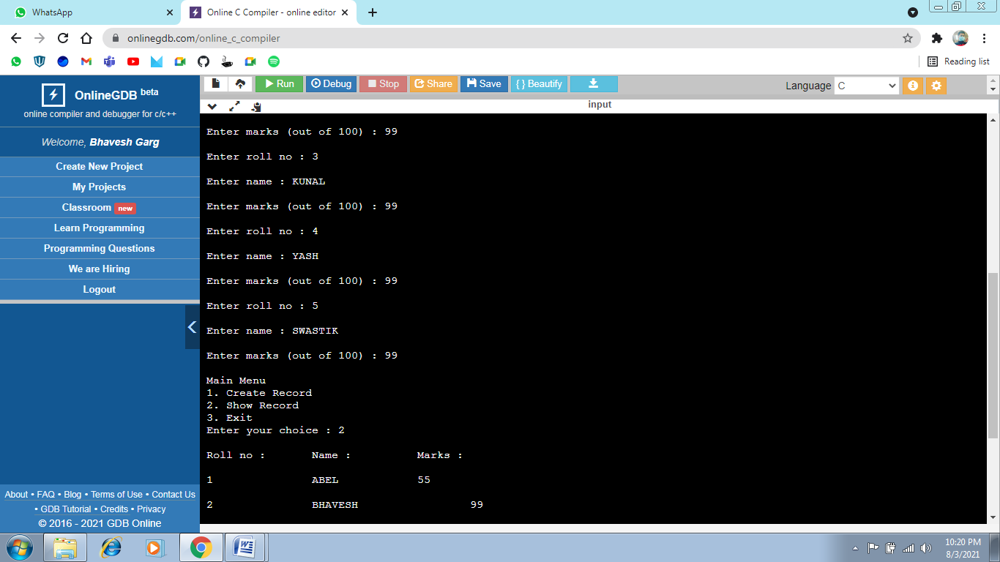 WhatsApp
Online C Compiler - online editor
onlinegdb.com/online_c_compiler
Reading list
OnlineGDB beta
online compiler and debugger for c/c++
Welcome, Bhavesh Garg
Create New Project
My Projects
Classroom new
Learn Programming
Programming Questions
We are Hiring
Logout
About • FAQ • Blog • Terms of Use • Contact Us
• GDB Tutorial • Credits • Privacy
© 2016 - 2021 GDB Online
Run Debug Stop Share Save { } Beautify
Language C
input
Enter marks (out of 100) : 99
Enter roll no : 3
Enter name : KUNAL
Enter marks (out of 100) : 99
Enter roll no : 4
Enter name : YASH
Enter marks (out of 100) : 99
Enter roll no : 5
Enter name : SWASTIK
Enter marks (out of 100) : 99
Main Menu
1. Create Record
2. Show Record
3. Exit
Enter your choice : 2
Roll no : Name : Marks :
1 ABEL 55
2 BHAVESH 99
10:20 PM
8/3/2021